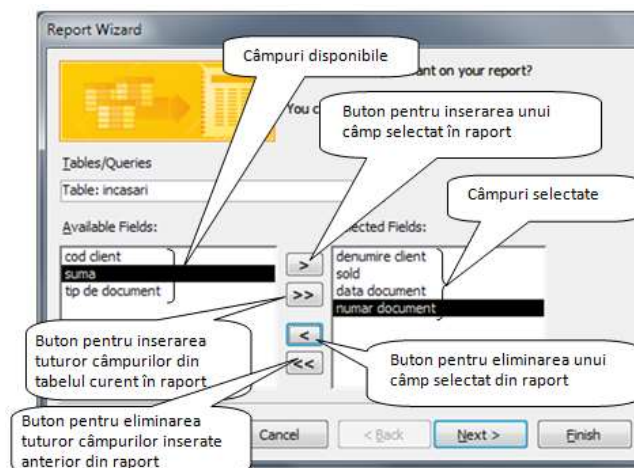 Report Wizard
Câmpuri disponibile
ant on your report?
You c
Buton pentru inserarea unui
câmp selectat în raport
Tables/Queries
Table: incasari
Câmpuri selectate
Available Fields:
ected Fields:
cod client
suma
tip de document
>
>>
<
<<
denumire client
sold
data document
numar document
Buton pentru inserarea
tuturor câmpurilor din
tabelul curent în raport
Buton pentru eliminarea unui
câmp selectat din raport
Buton pentru eliminarea
tuturor câmpurilor inserate
anterior din raport
Cancel
< Back
Next >
Finish